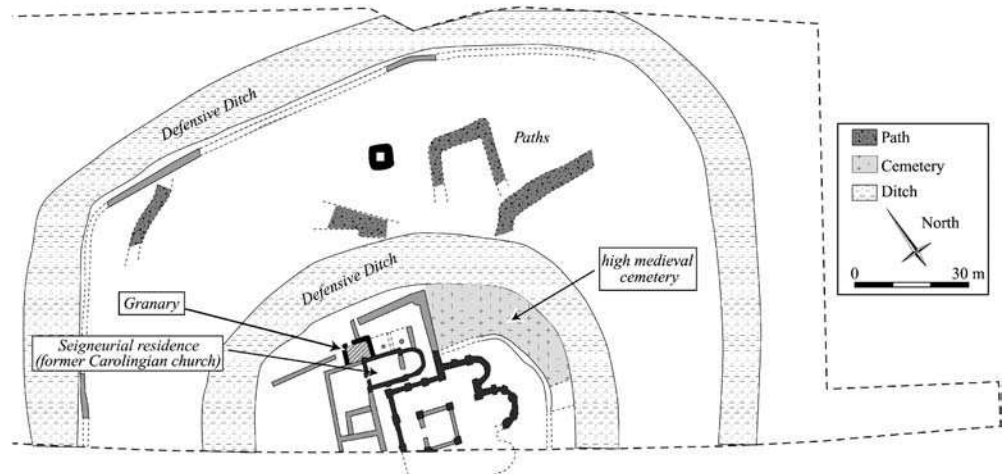 Defensive Ditch
Paths
Defensive Ditch
high medieval
cemetery
Granary
Seigneurial residence
(former Carolingian church)
Path
Cemetery
Ditch
North
0 30 m